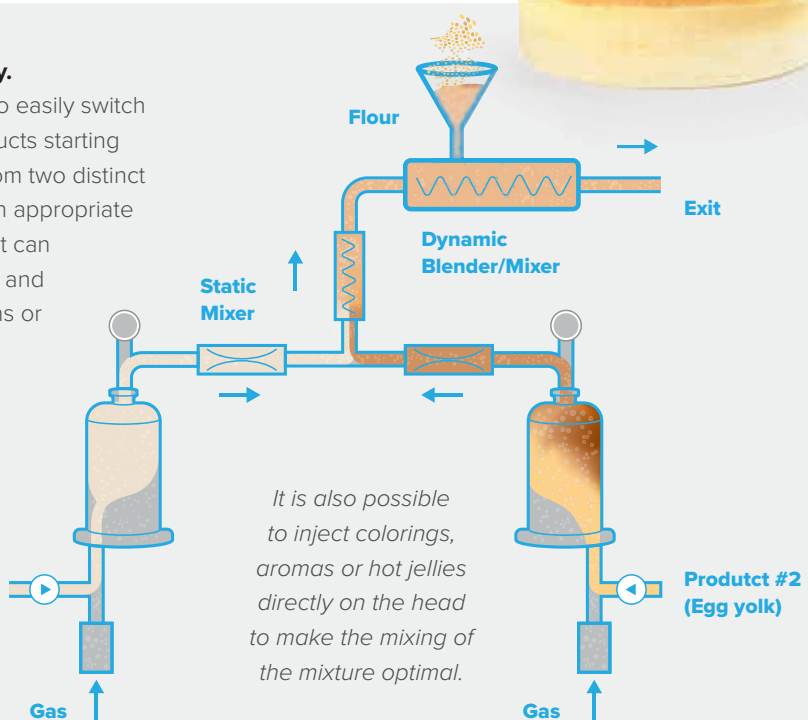 y.
o easily switch
ucts starting
om two distinct
n appropriate
t can
and
ns or
Flour
Exit
Dynamic
Blender/Mixer
Static
Mixer
It is also possible
to inject colorings,
aromas or hot jellies
directly on the head
to make the mixing of
the mixture optimal.
Produtct #2
(Egg yolk)
Gas
Gas